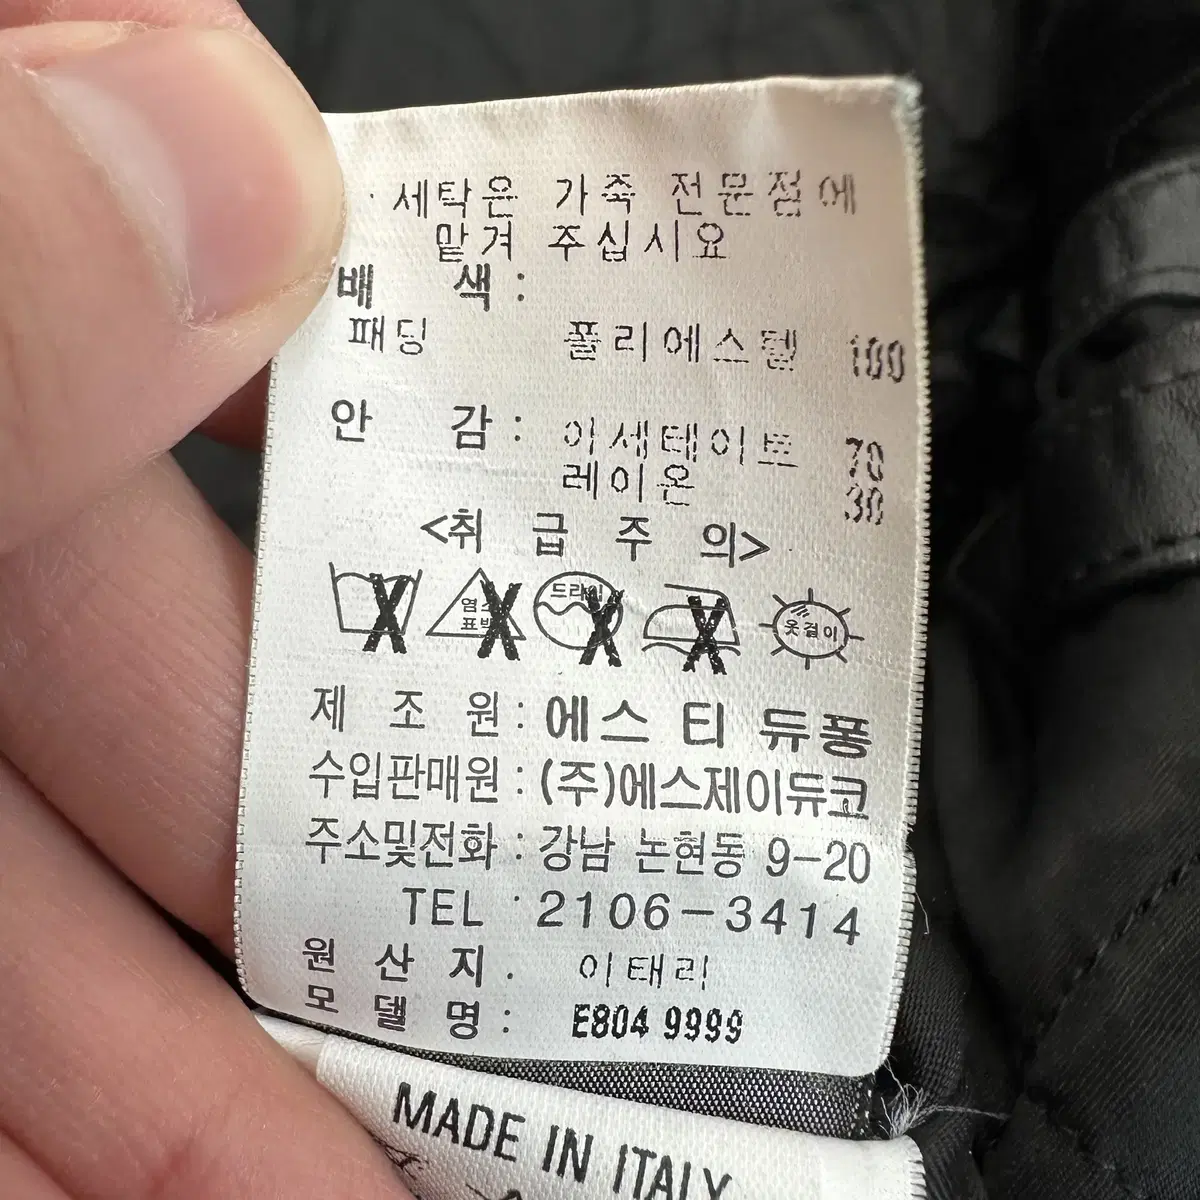 세탁은 가죽 전문점에
맡겨 주십시요
배 색 :
패딩 폴리에스텔 100
안 감 : 아세테이트 70
레이온 30
<취 급 주 의>
염소
표백
드라이
옷걸이
제 조 원 : 에스 티 듀퐁
수입판매원 : (주)에스제이듀코
주소및전화 : 강남 논현동 9-20
TEL : 2106-3414
원 산 지 . 이태리
모 델 명 : E804 9999
MADE IN ITALY